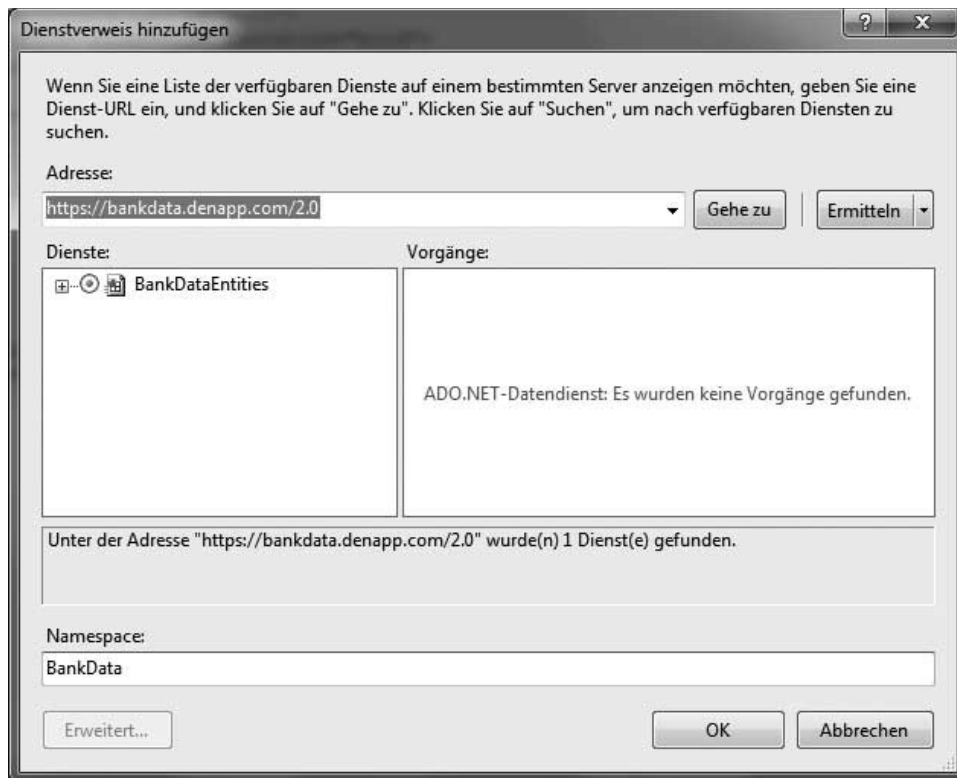 Dienstverweis hinzufügen
Wenn Sie eine Liste der verfügbaren Dienste auf einem bestimmten Server anzeigen möchten, geben Sie eine
Dienst-URL ein, und klicken Sie auf "Gehe zu". Klicken Sie auf "Suchen", um nach verfügbaren Diensten zu
suchen.
Adresse:
https://bankdata.denapp.com/2.0
Gehe zu
Ermitteln
Dienste:
Vorgänge:
BankDataEntities
ADO.NET-Datendienst: Es wurden keine Vorgänge gefunden.
Unter der Adresse "https://bankdata.denapp.com/2.0" wurde(n) 1 Dienst(e) gefunden.
Namespace:
BankData
Erweitert...
OK
Abbrechen